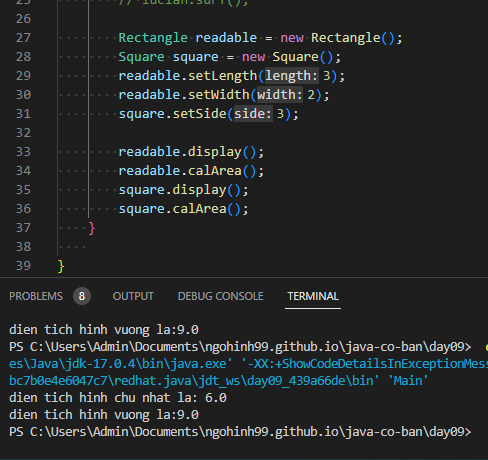 25 // lucian.surf();
26
27 Rectangle readable = new Rectangle();
28 Square square = new Square();
29 readable.setLength(length: 3);
30 readable.setWidth(width: 2);
31 square.setSide(side: 3);
32
33 readable.display();
34 readable.calArea();
35 square.display();
36 square.calArea();
37 }
38
39 }
PROBLEMS 8 OUTPUT DEBUG CONSOLE TERMINAL
dien tich hinh vuong la:9.0
PS C:\Users\Admin\Documents\ngohinh99.github.io\java-co-ban\day09>
es\Java\jdk-17.0.4\bin\java.exe' '-XX:+ShowCodeDetailsInExceptionMess
bc7b0e4e6047c7\redhat.java\jdt_ws\day09_439a66de\bin' 'Main'
dien tich hinh chu nhat la: 6.0
dien tich hinh vuong la:9.0
PS C:\Users\Admin\Documents\ngohinh99.github.io\java-co-ban\day09>